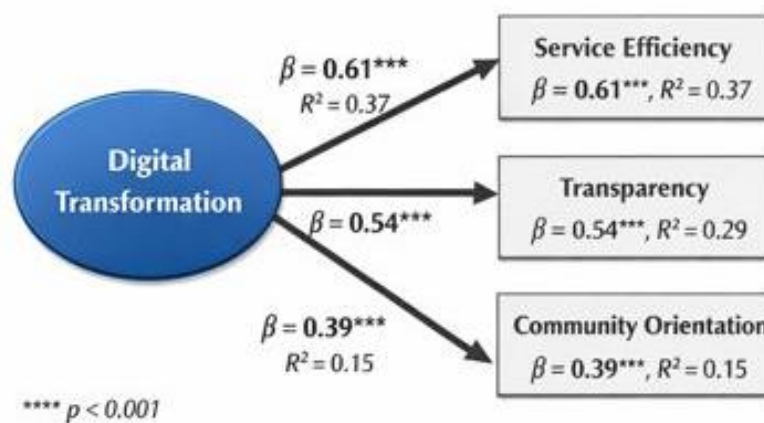 Digital
Transformation
β = 0.61***
R² = 0.37
β = 0.54***
β = 0.39***
R² = 0.15
Service Efficiency
β = 0.61***, R² = 0.37
Transparency
β = 0.54***, R² = 0.29
Community Orientation
β = 0.39***, R² = 0.15
**** p < 0.001